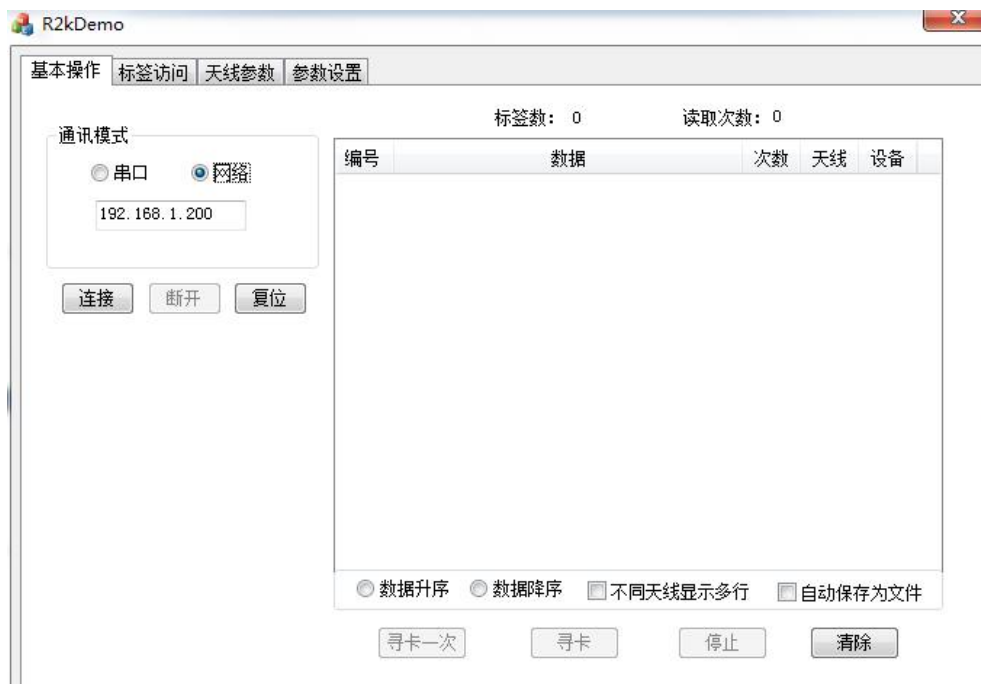 R2kDemo
基本操作 标签访问 天线参数 参数设置
标签数: 0 读取次数: 0
通讯模式
串口 网络
192.168.1.200
连接 断开 复位
编号 数据 次数 天线 设备
数据升序 数据降序 不同天线显示多行 自动保存为文件
寻卡一次 寻卡 停止 清除